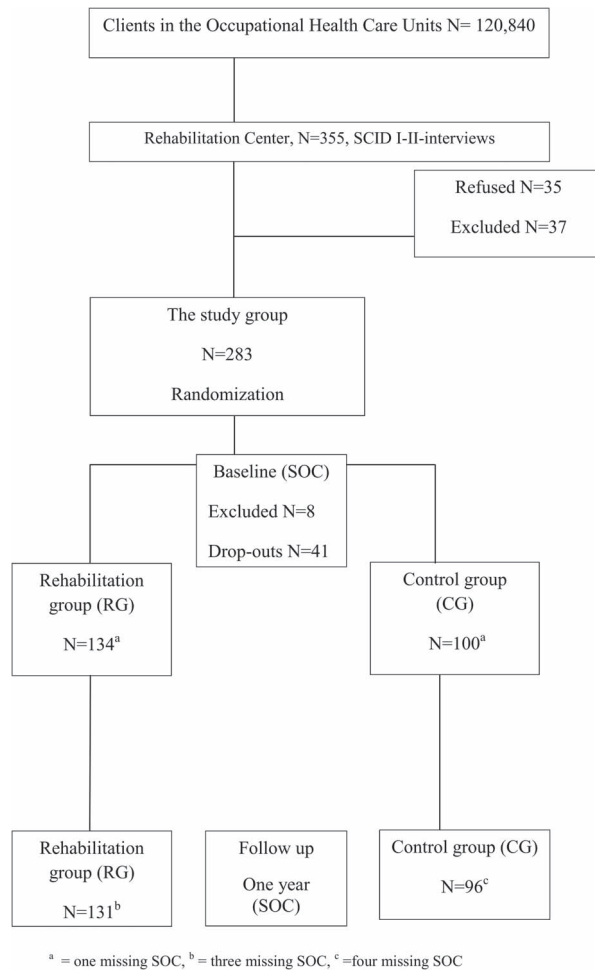 Clients in the Occupational Health Care Units N= 120,840
Rehabilitation Center, N=355, SCID I-II-interviews
Refused N=35
Excluded N=37
The study group
N=283
Randomization
Baseline (SOC)
Excluded N=8
Drop-outs N=41
Rehabilitation
group (RG)
N=134ᵃ
Control group
(CG)
N=100ᵃ
Rehabilitation
group (RG)
N=131ᵇ
Follow up
One year
(SOC)
Control group (CG)
N=96ᶜ
ᵃ = one missing SOC, ᵇ = three missing SOC, ᶜ =four missing SOC